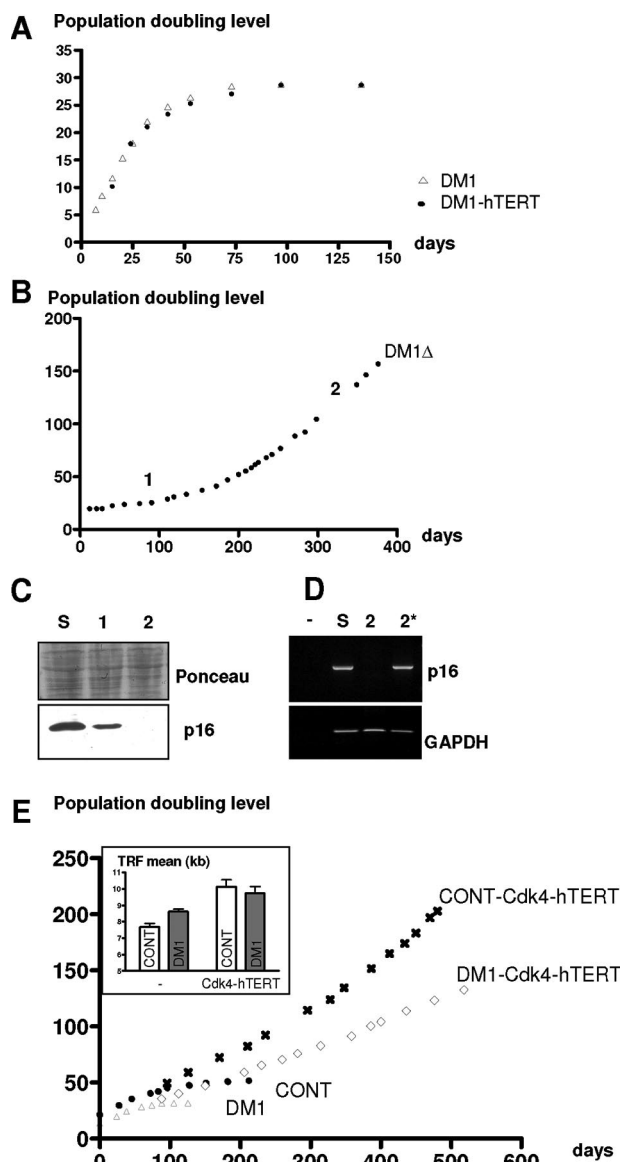 A
Population doubling level
35
30
25
20
15
10
5
0
0 25 50 75 100 125 150
days
△ DM1
• DM1-hTERT
B
Population doubling level
200
150
100
50
0
DM1Δ
2
1
0 100 200 300 400
days
C
S 1 2
Ponceau
p16
D
- S 2 2*
p16
GAPDH
Population doubling level
E
250
200
150
100
50
0
TRF mean (kb)
11
10
9
8
7
6
5
CONT DM1 CONT DM1
- Cdk4-hTERT
CONT-Cdk4-hTERT
DM1-Cdk4-hTERT
CONT
DM1
0 100 200 300 400 500 600
days